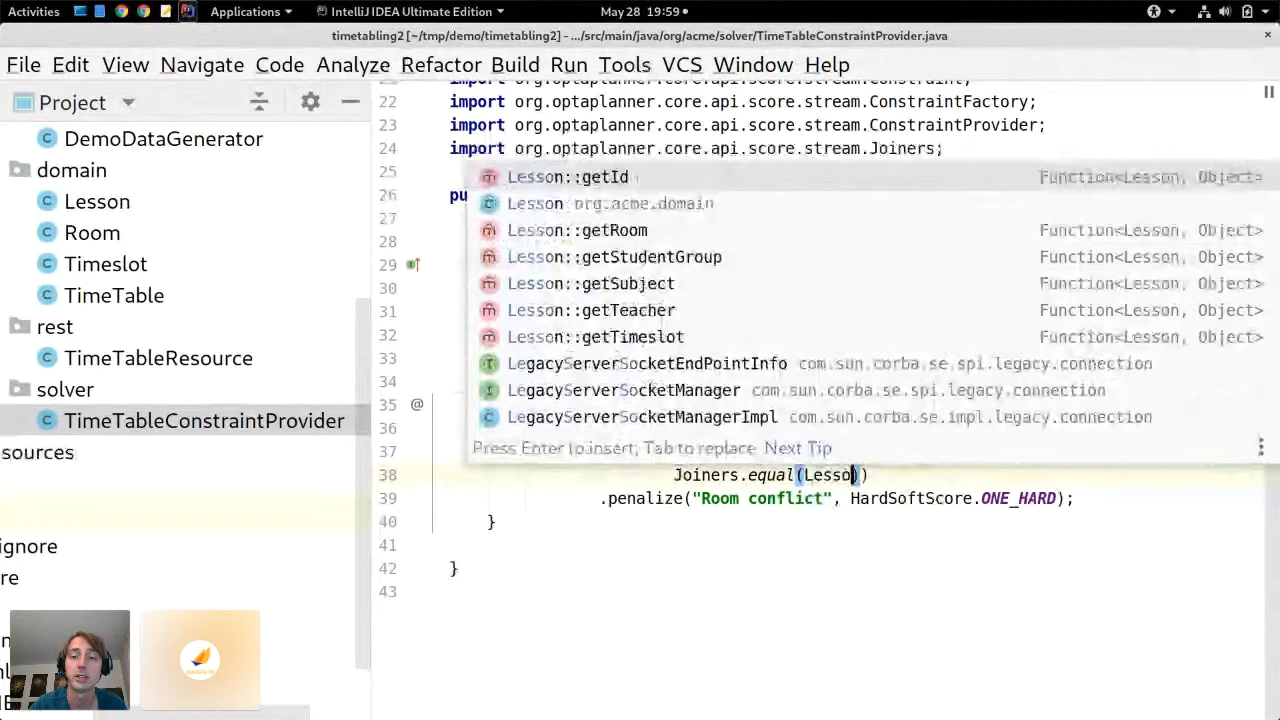 Activities Applications IntelliJ IDEA Ultimate Edition May 28 19:59
timetabling2 [~/tmp/demo/timetabling2] - .../src/main/java/org/acme/solver/TimeTableConstraintProvider.java ×
File Edit View Navigate Code Analyze Refactor Build Run Tools VCS Window Help
Project
DemoDataGenerator
domain
Lesson
Room
Timeslot
TimeTable
rest
TimeTableResource
solver
TimeTableConstraintProvider
sources
ignore
re
22 import org.optaplanner.core.api.score.stream.ConstraintFactory;
23 import org.optaplanner.core.api.score.stream.ConstraintProvider;
24 import org.optaplanner.core.api.score.stream.Joiners;
25
26 pu
27
28
29
30
31
32
33
34
35 @
36
37
Lesson::getId Function<Lesson, Object>
Lesson org.acme.domain
Lesson::getRoom Function<Lesson, Object>
Lesson::getStudentGroup Function<Lesson, Object>
Lesson::getSubject Function<Lesson, Object>
Lesson::getTeacher Function<Lesson, Object>
Lesson::getTimeslot Function<Lesson, Object>
LegacyServerSocketEndPointInfo com.sun.corba.se.spi.legacy.connection
LegacyServerSocketManager com.sun.corba.se.spi.legacy.connection
LegacyServerSocketManagerImpl com.sun.corba.se.impl.legacy.connection
Press Enter to insert, Tab to replace Next Tip
38 Joiners.equal(Lesso))
39 .penalize("Room conflict", HardSoftScore.ONE_HARD);
40 }
41
42 }
43